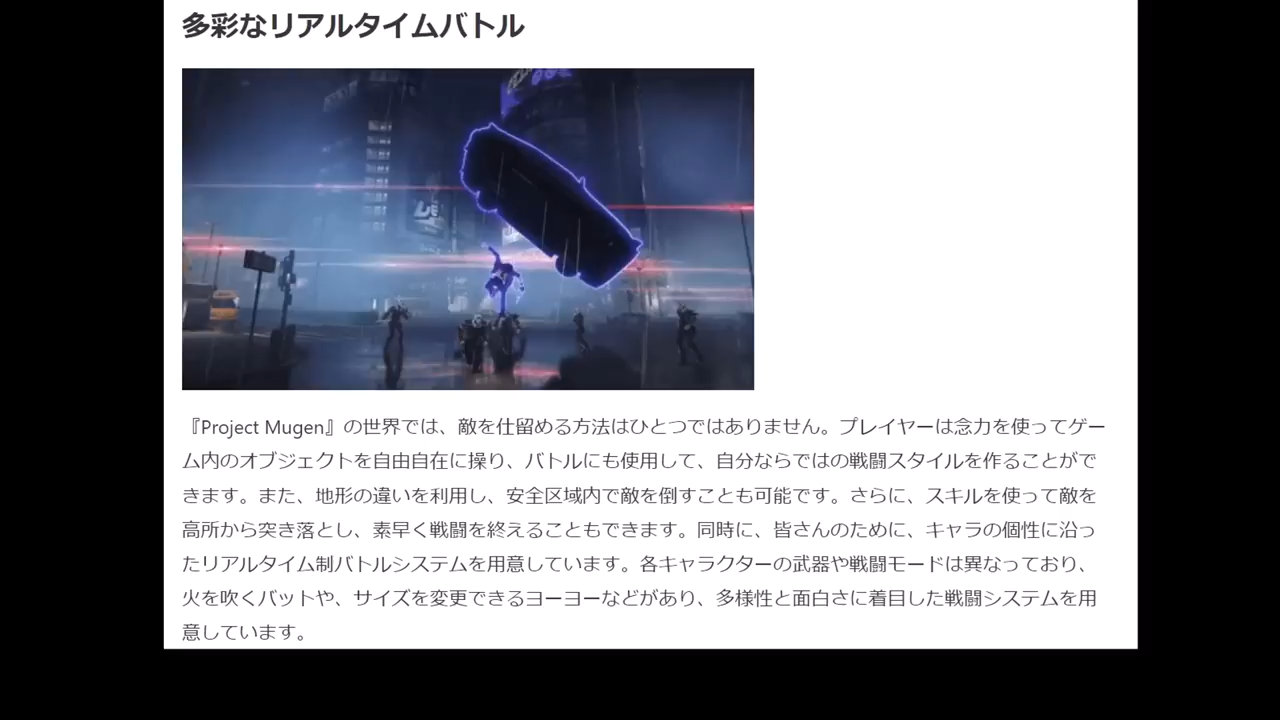 多彩なリアルタイムバトル
『Project Mugen』の世界では、敵を仕留める方法はひとつではありません。プレイヤーは念力を使ってゲー
ム内のオブジェクトを自由自在に操り、バトルにも使用して、自分ならではの戦闘スタイルを作ることがで
きます。また、地形の違いを利用し、安全区域内で敵を倒すことも可能です。さらに、スキルを使って敵を
高所から突き落とし、素早く戦闘を終えることもできます。同時に、皆さんのために、キャラの個性に沿っ
たリアルタイム制バトルシステムを用意しています。各キャラクターの武器や戦闘モードは異なっており、
火を吹くバットや、サイズを変更できるヨーヨーなどがあり、多様性と面白さに着目した戦闘システムを用
意しています。